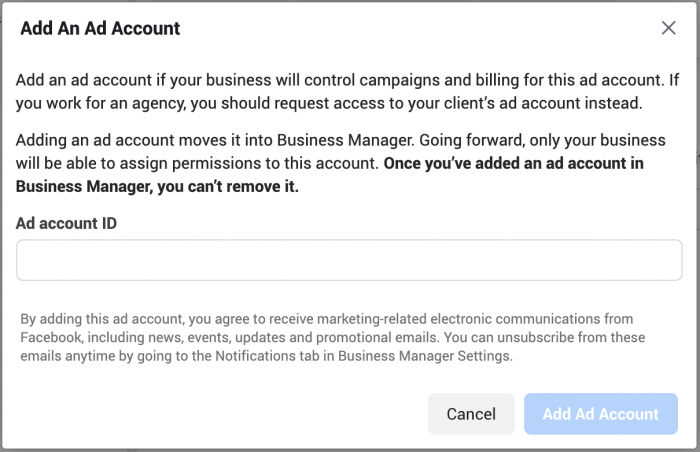 Add An Ad Account
Add an ad account if your business will control campaigns and billing for this ad account. If
you work for an agency, you should request access to your client’s ad account instead.
Adding an ad account moves it into Business Manager. Going forward, only your business
will be able to assign permissions to this account. Once you’ve added an ad account in
Business Manager, you can’t remove it.
Ad account ID
By adding this ad account, you agree to receive marketing-related electronic communications from
Facebook, including news, events, updates and promotional emails. You can unsubscribe from these
emails anytime by going to the Notifications tab in Business Manager Settings.
Cancel
Add Ad Account